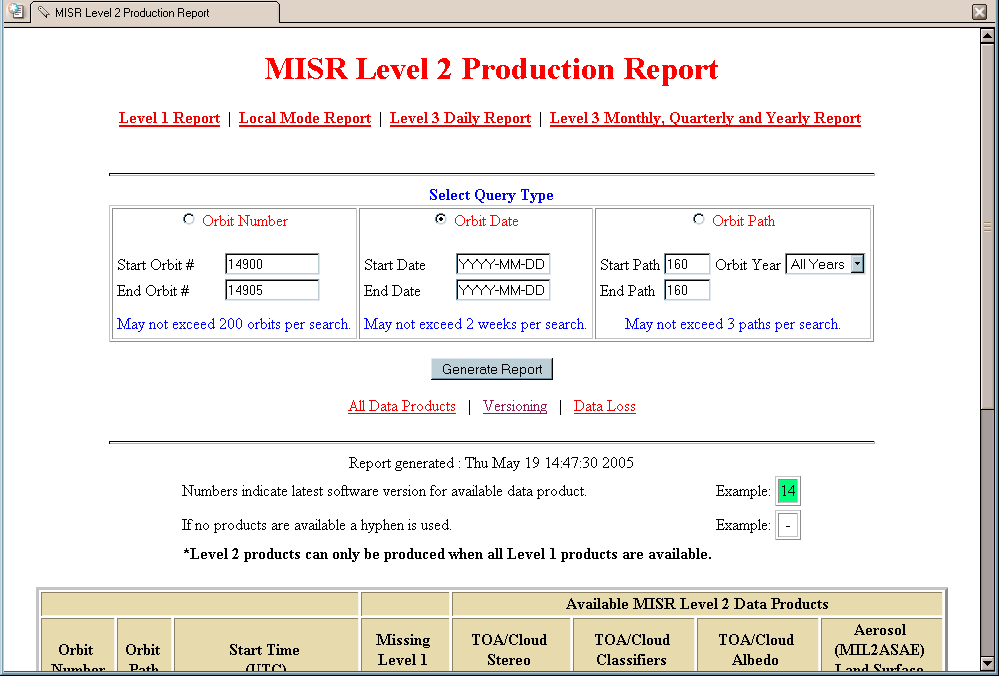 MISR Level 2 Production Report
MISR Level 2 Production Report
Level 1 Report | Local Mode Report | Level 3 Daily Report | Level 3 Monthly, Quarterly and Yearly Report
Select Query Type
Orbit Number
Start Orbit # 14900
End Orbit # 14905
May not exceed 200 orbits per search.
Orbit Date
Start Date YYYY-MM-DD
End Date YYYY-MM-DD
May not exceed 2 weeks per search.
Orbit Path
Start Path 160 Orbit Year All Years
End Path 160
May not exceed 3 paths per search.
Generate Report
All Data Products | Versioning | Data Loss
Report generated : Thu May 19 14:47:30 2005
Numbers indicate latest software version for available data product. Example: 14
If no products are available a hyphen is used. Example: -
*Level 2 products can only be produced when all Level 1 products are available.
Available MISR Level 2 Data Products
Orbit
Number
Orbit
Path
Start Time
(UTC)
Missing
Level 1
TOA/Cloud
Stereo
TOA/Cloud
Classifiers
TOA/Cloud
Albedo
Aerosol
(MIL2ASAE)
Land Surface